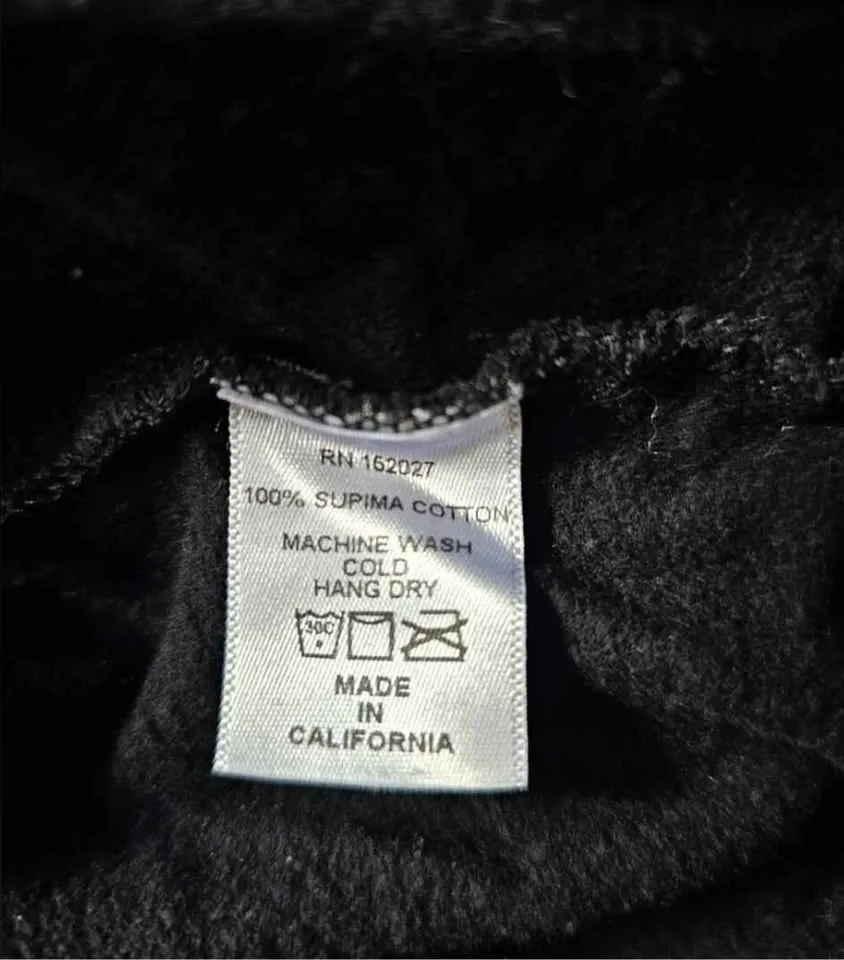 RN 152027
100% SUPIMA COTTON
MACHINE WASH
COLD
HANG DRY
30C
MADE
IN
CALIFORNIA